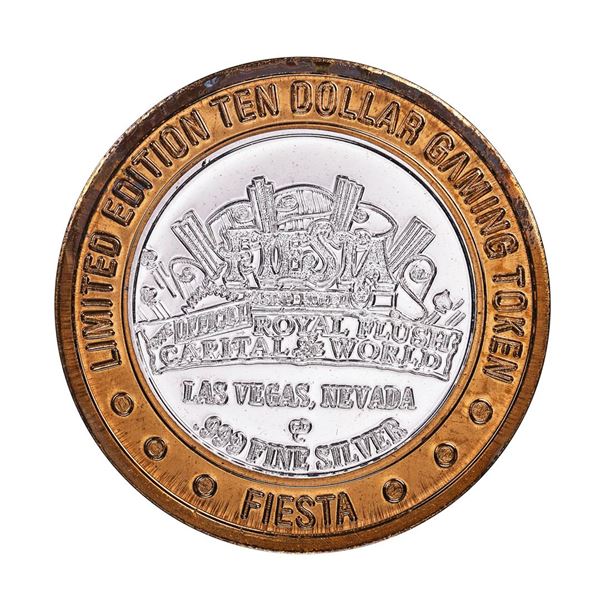 LIMITED EDITION TEN DOLLAR GAMING TOKEN
FIESTA
ROYAL FLUSH
CAPITAL
WORLD
LAS VEGAS, NEVADA
.999 FINE SILVER
FIESTA